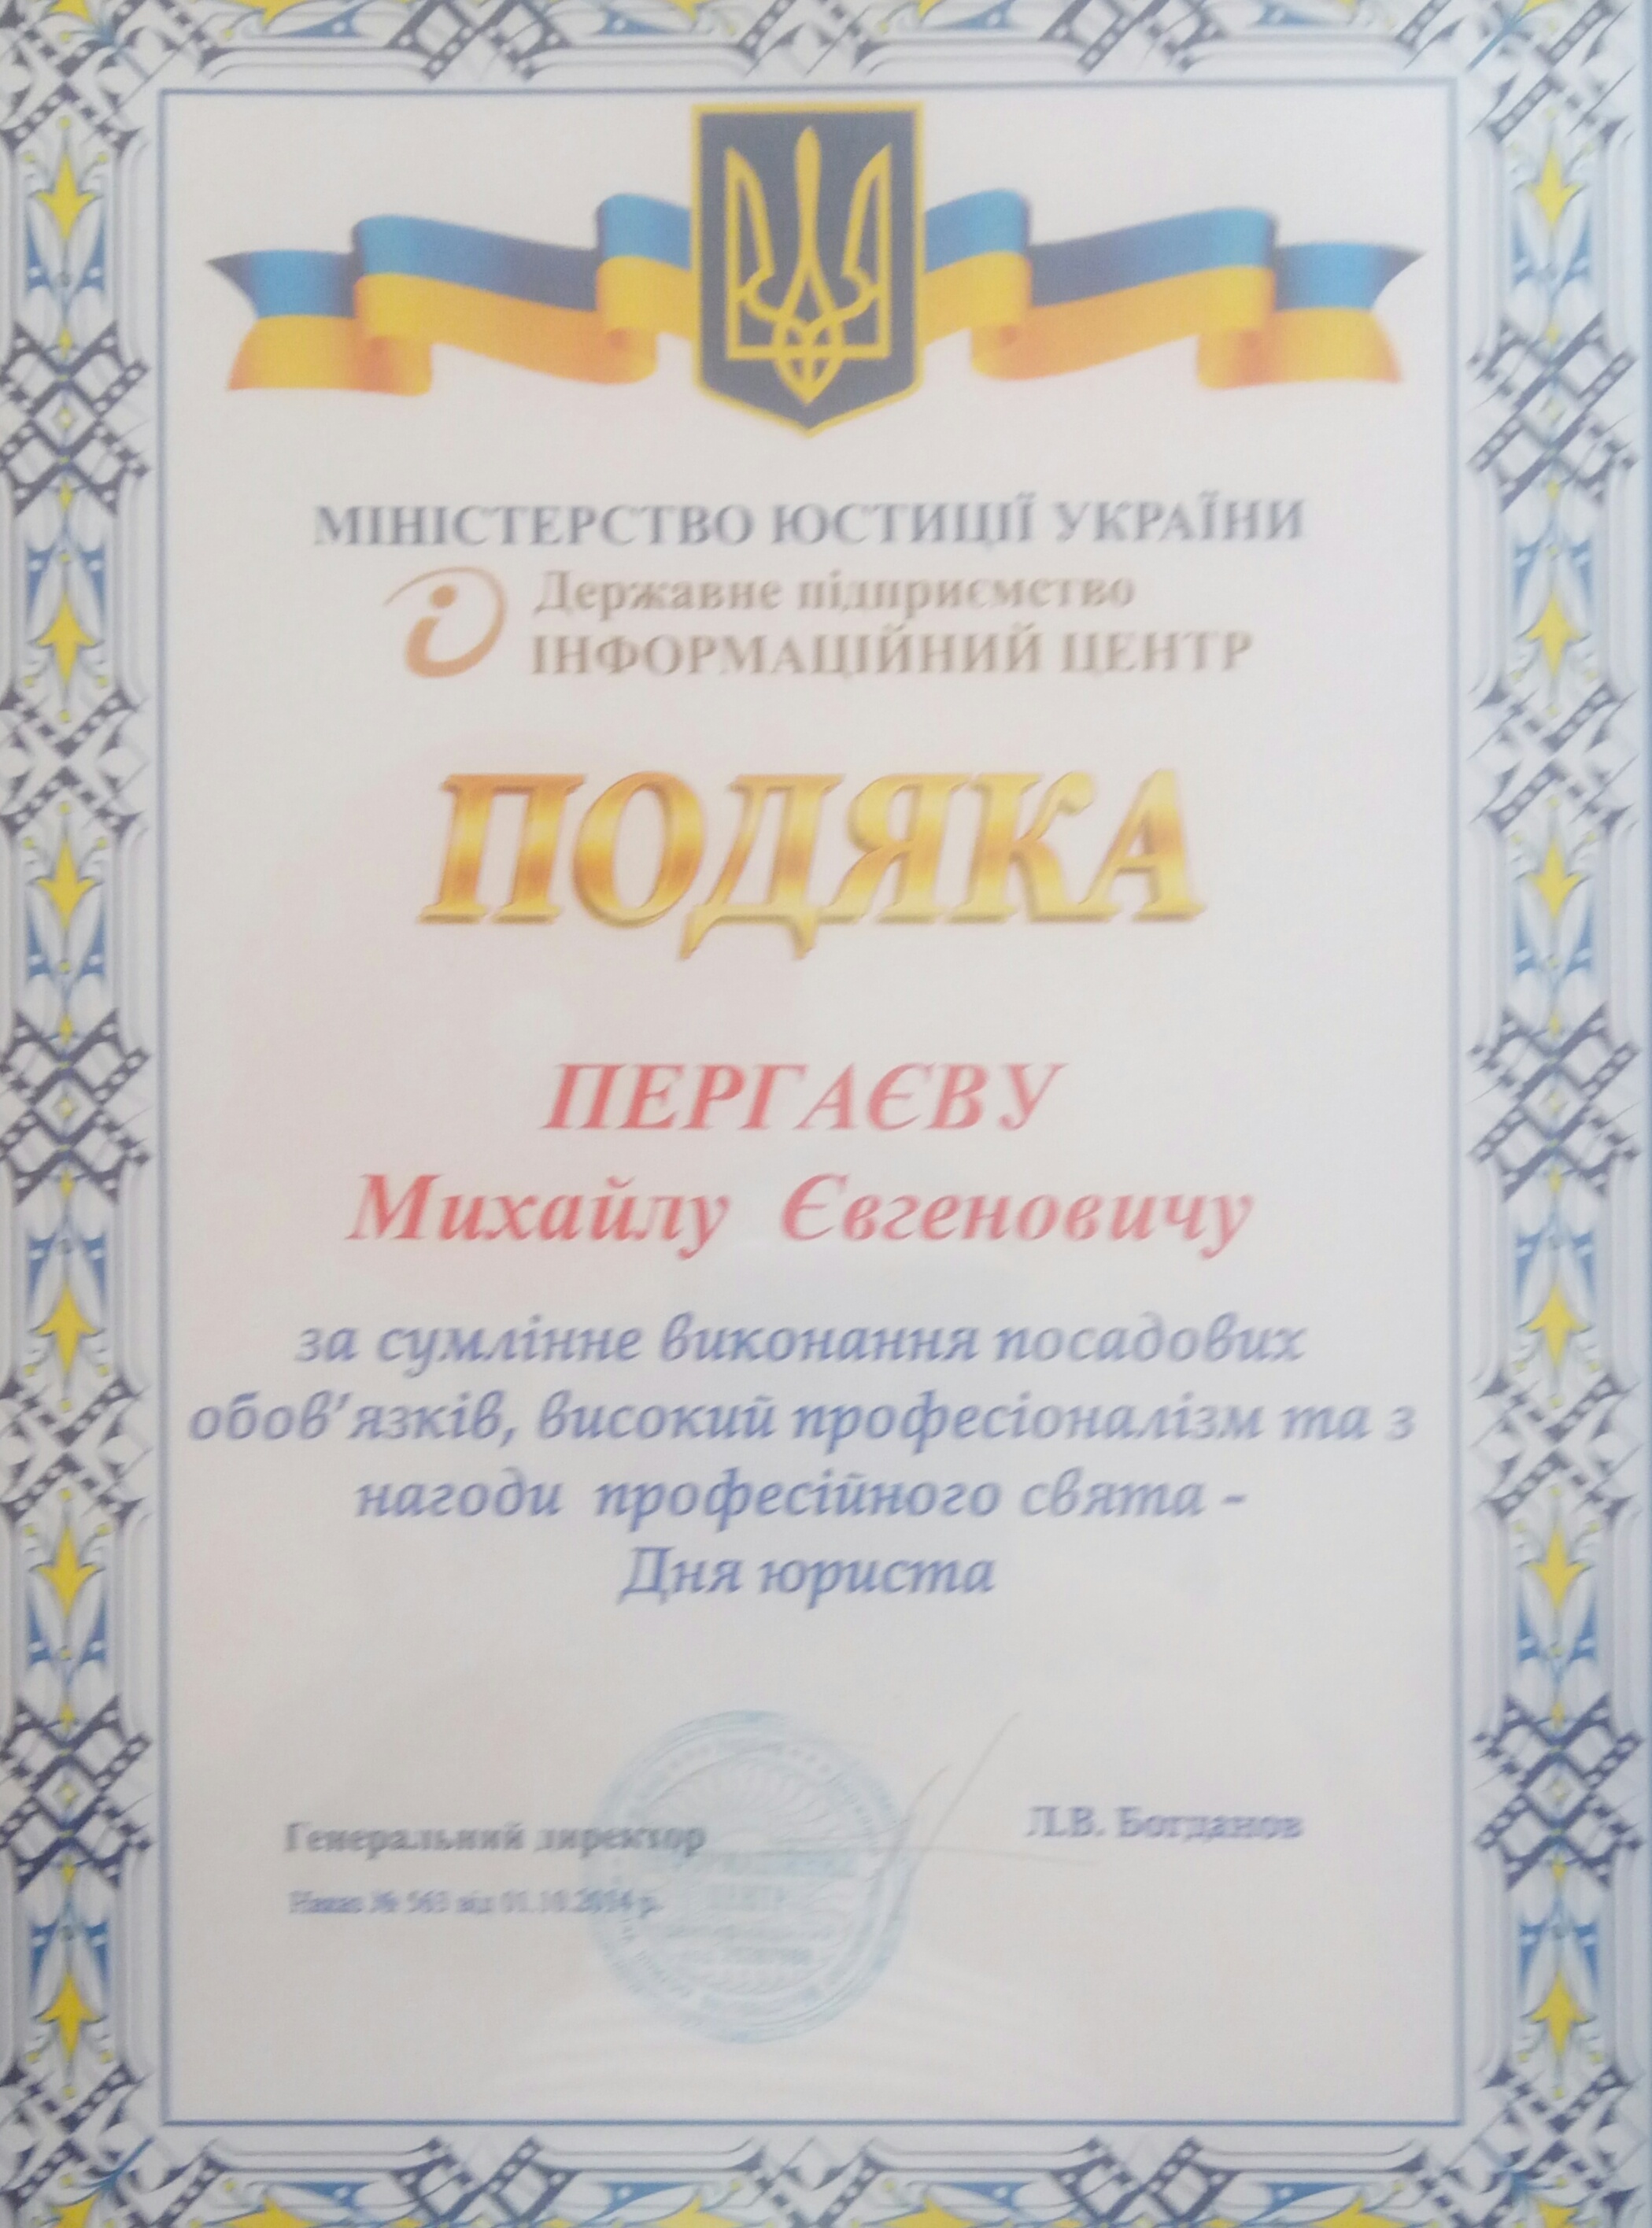 МІНІСТЕРСТВО ЮСТИЦІЇ УКРАЇНИ
Державне підприємство
ІНФОРМАЦІЙНИЙ ЦЕНТР
ПОДЯКА
ПЕРГАЄВУ
Михайлу Євгеновичу
за сумлінне виконання посадових
обов'язків, високий професіоналізм та з
нагоди професійного свята -
Дня юриста
Генеральний директор
Л.В. Богданов
Наказ № 563 від 01.10.2014 р.
ЦЕНТР